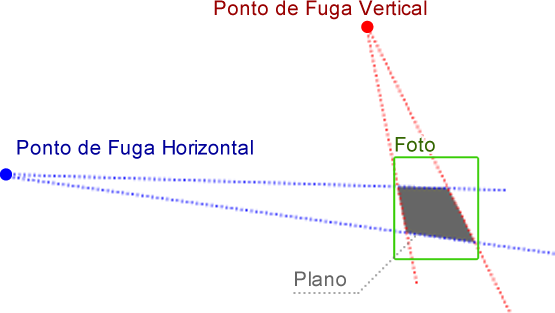 Ponto de Fuga Vertical
Foto
Ponto de Fuga Horizontal
Plano